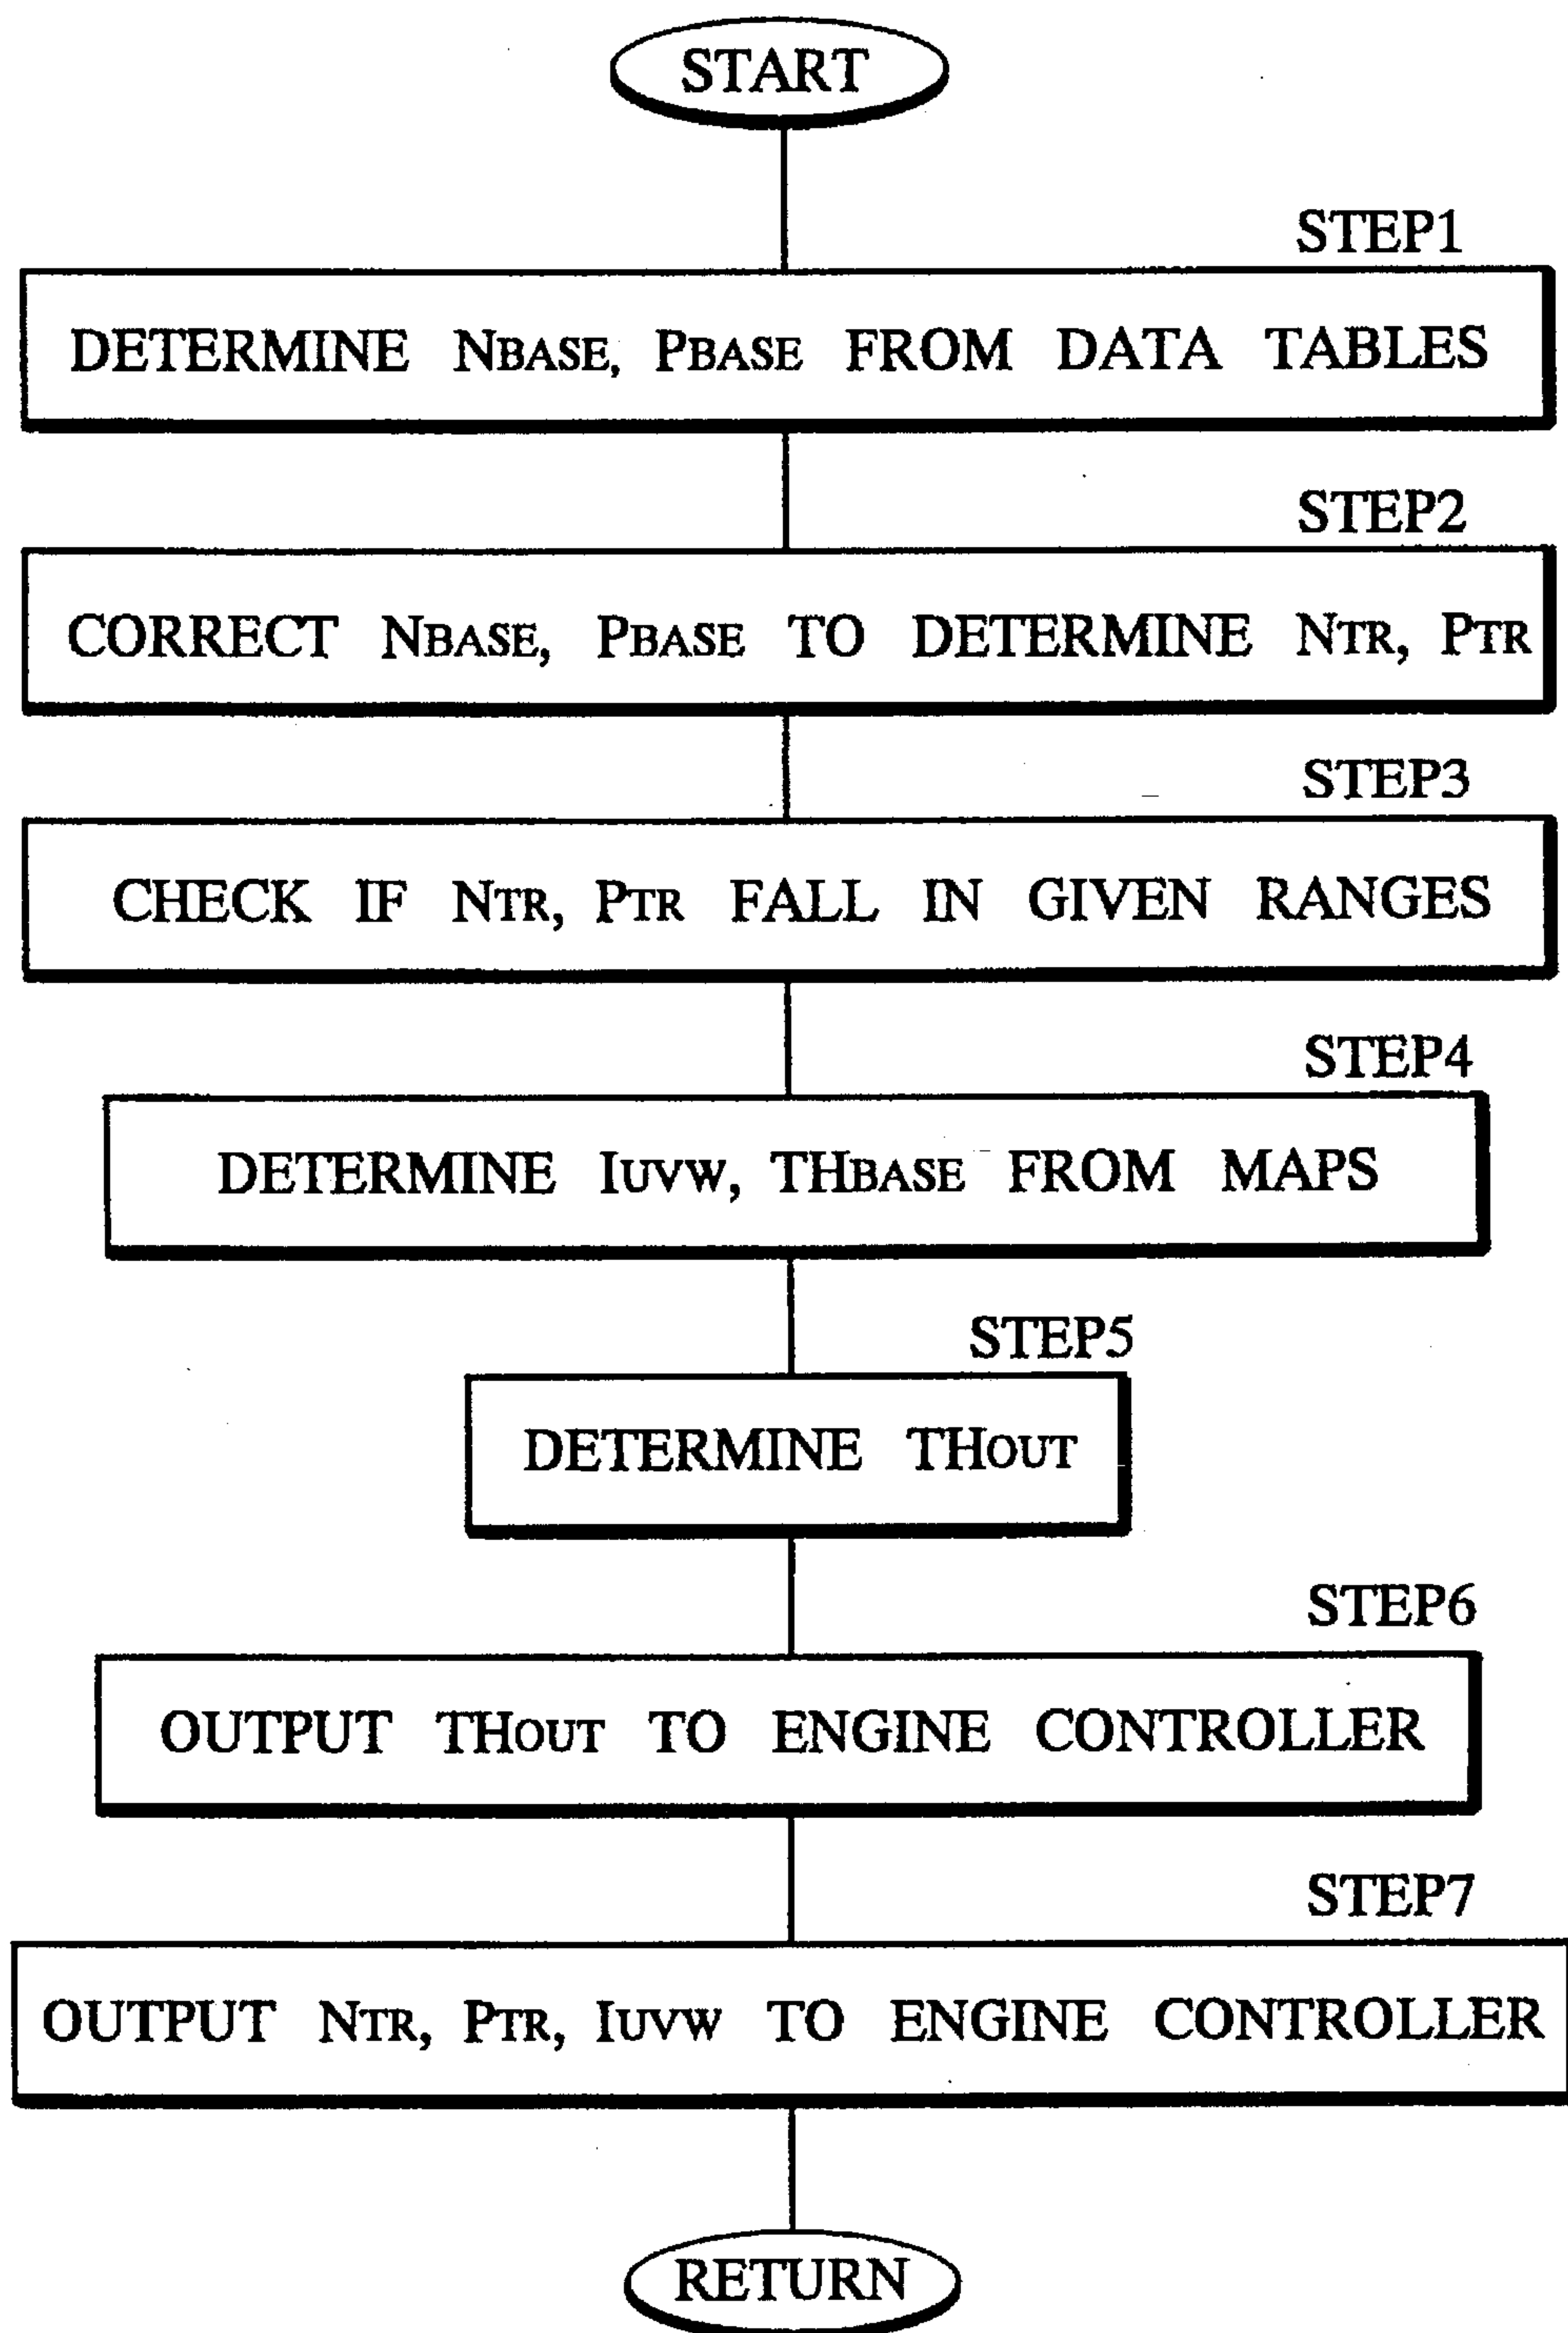 START
STEP1
DETERMINE NBASE, PBASE FROM DATA TABLES
STEP2
CORRECT NBASE, PBASE TO DETERMINE NTR, PTR
STEP3
CHECK IF NTR, PTR FALL IN GIVEN RANGES
STEP4
DETERMINE IUVW, THBASE FROM MAPS
STEP5
DETERMINE THOUT
STEP6
OUTPUT THOUT TO ENGINE CONTROLLER
STEP7
OUTPUT NTR, PTR, IUVW TO ENGINE CONTROLLER
RETURN